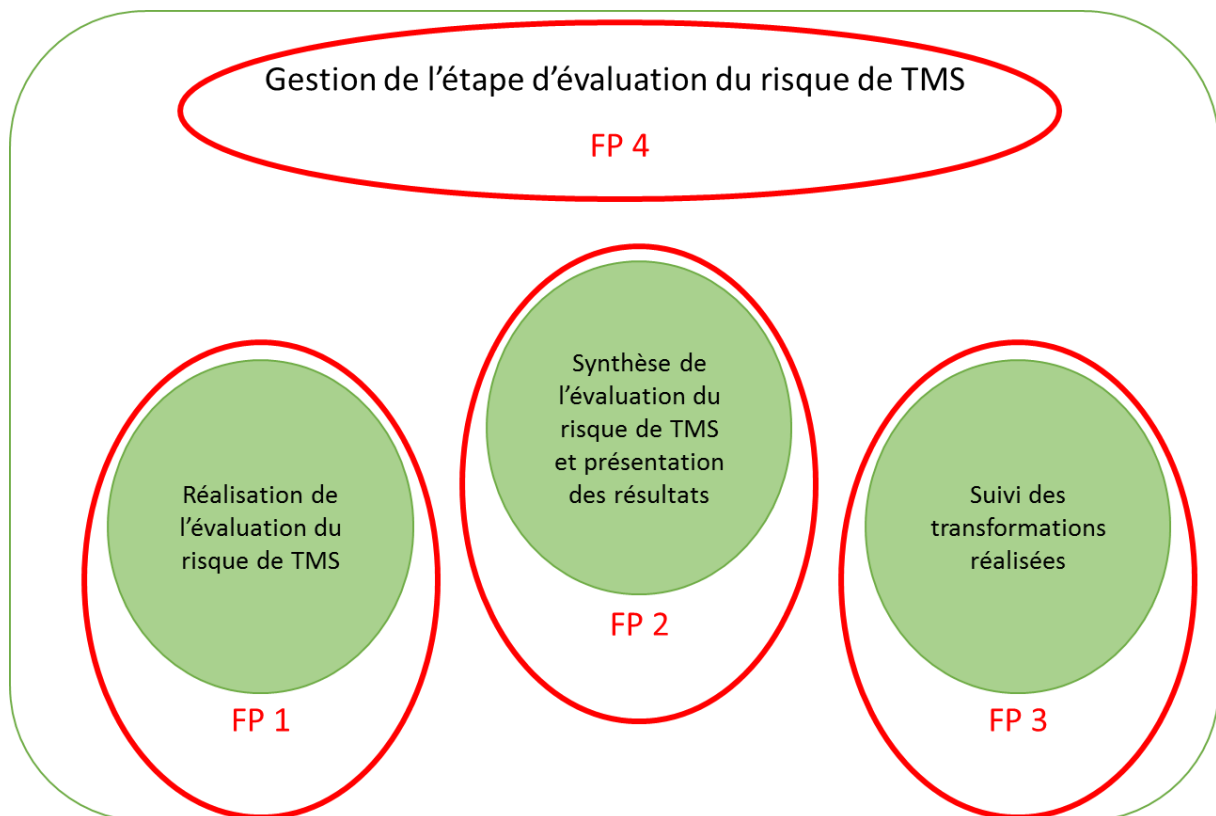 Gestion de l’étape d’évaluation du risque de TMS
FP 4
Synthèse de
l’évaluation du
risque de TMS
et présentation
des résultats
FP 2
Réalisation de
l’évaluation du
risque de TMS
FP 1
Suivi des
transformations
réalisées
FP 3